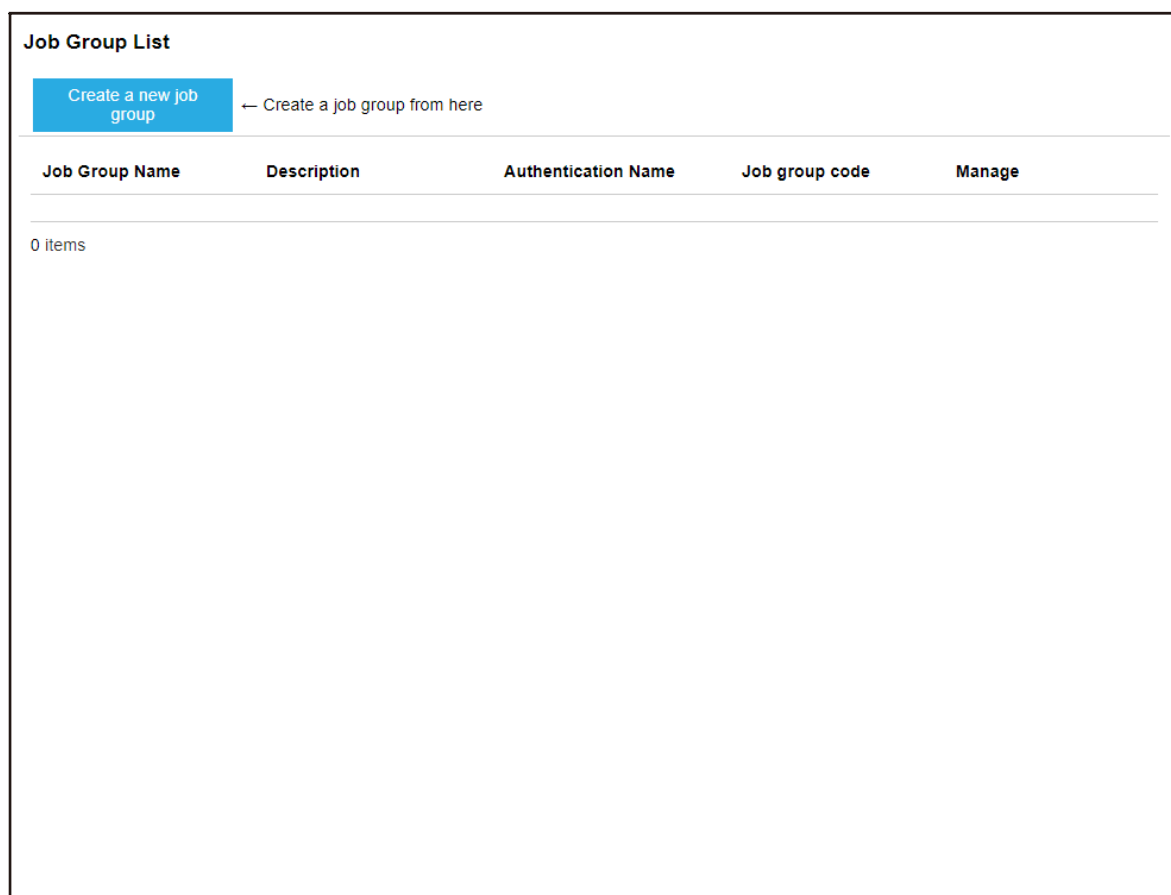 Job Group List
Create a new job
group
← Create a job group from here
Job Group Name Description Authentication Name Job group code Manage
0 items